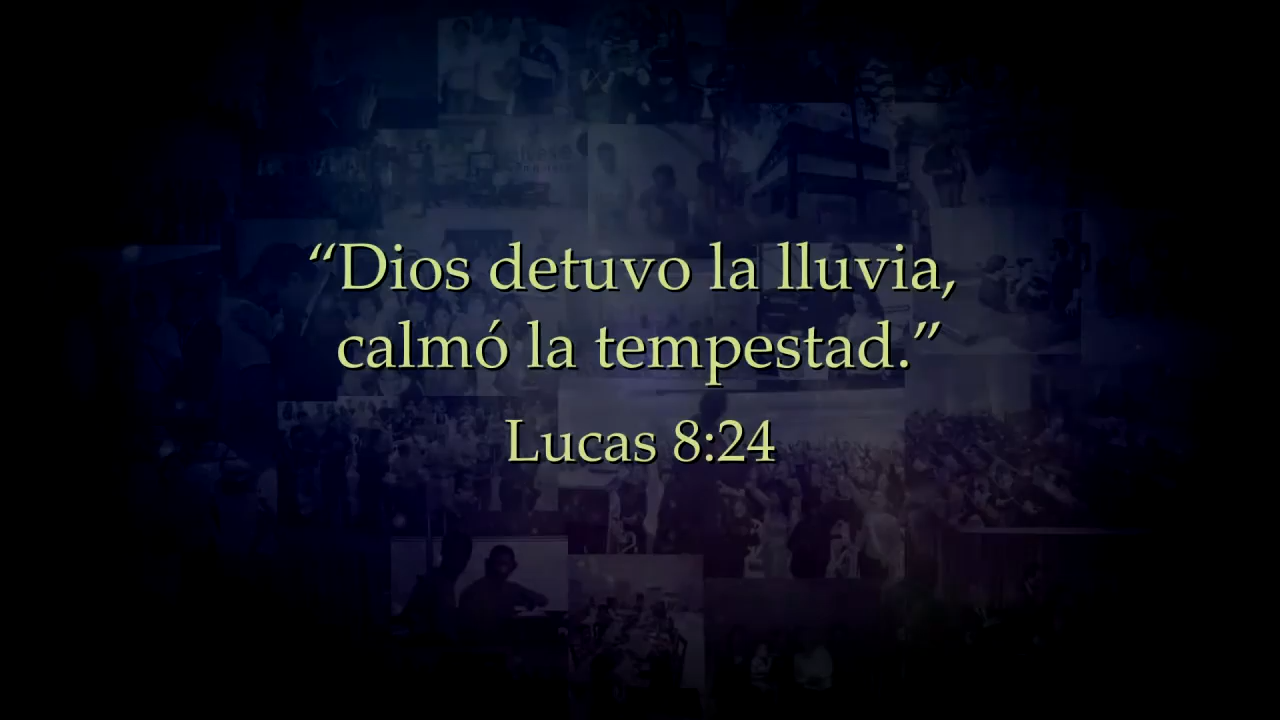 “Dios detuvo la lluvia,
calmó la tempestad.”
Lucas 8:24